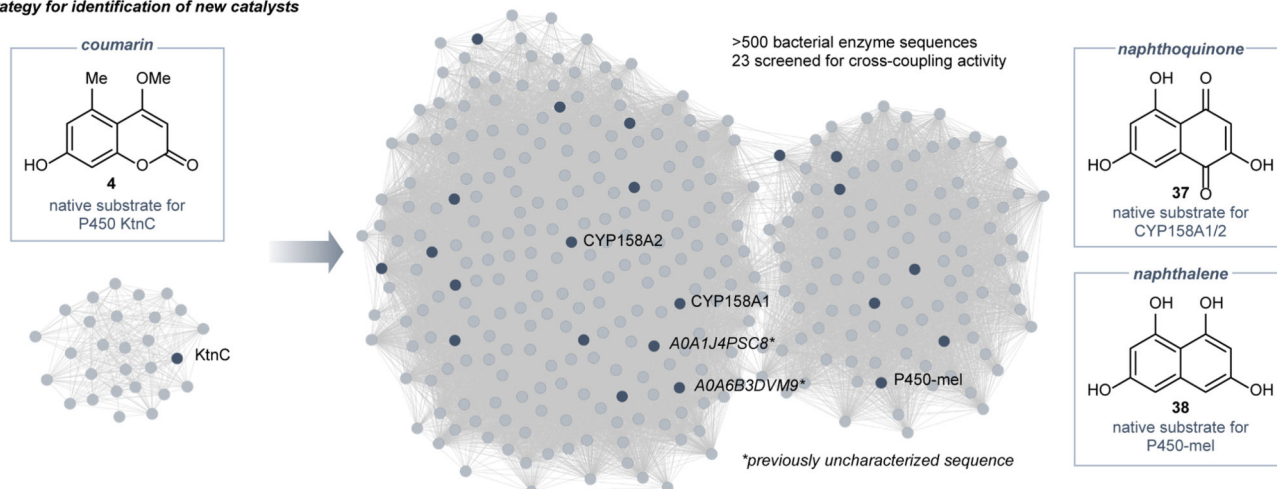 ategy for identification of new catalysts
coumarin
Me
OMe
HO
O
O
4
native substrate for
P450 KtnC
KtnC
>500 bacterial enzyme sequences
23 screened for cross-coupling activity
CYP158A2
CYP158A1
A0A1J4PSC8*
A0A6B3DVM9*
P450-mel
*previously uncharacterized sequence
naphthoquinone
OH
O
HO
OH
37
O
native substrate for
CYP158A1/2
naphthalene
OH
OH
HO
OH
38
native substrate for
P450-mel